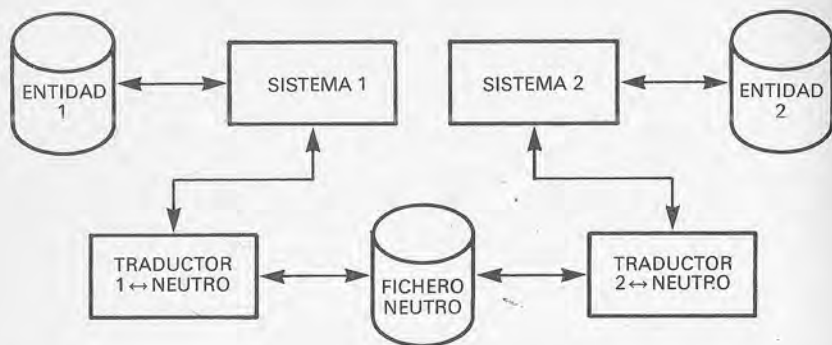 ENTIDAD
1
SISTEMA 1
SISTEMA 2
ENTIDAD
2
TRADUCTOR
1 ↔ NEUTRO
FICHERO
NEUTRO
TRADUCTOR
2 ↔ NEUTRO